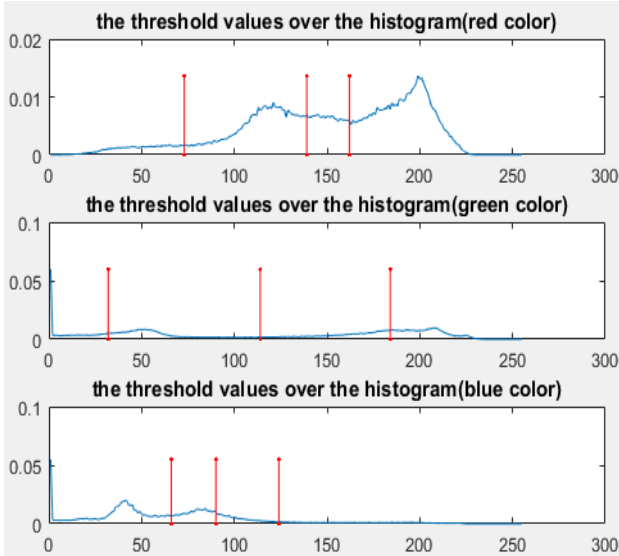 the threshold values over the histogram(red color)
0.02
0.01
0
0 50 100 150 200 250 300
the threshold values over the histogram(green color)
0.1
0.05
0
0 50 100 150 200 250 300
the threshold values over the histogram(blue color)
0.1
0.05
0
0 50 100 150 200 250 300